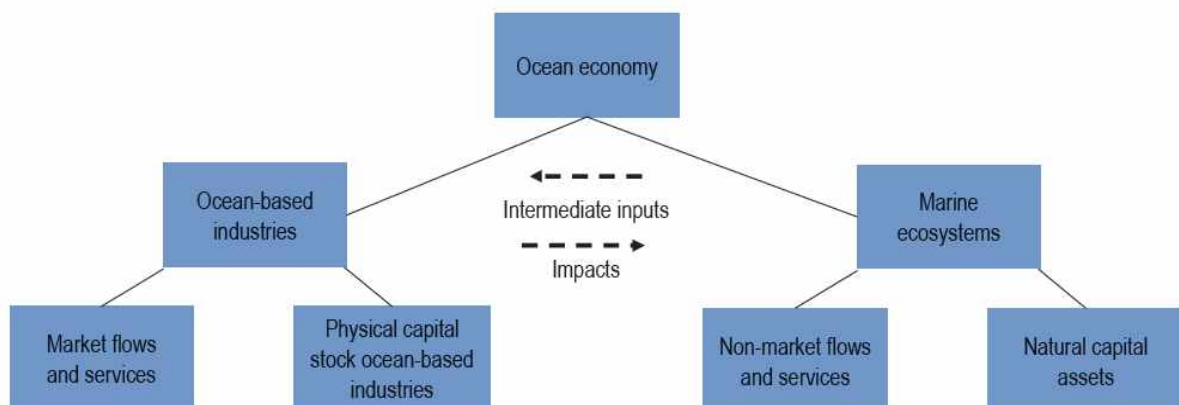 Ocean economy
Ocean-based
industries
Intermediate inputs
Impacts
Marine
ecosystems
Market flows
and services
Physical capital
stock ocean-based
industries
Non-market flows
and services
Natural capital
assets